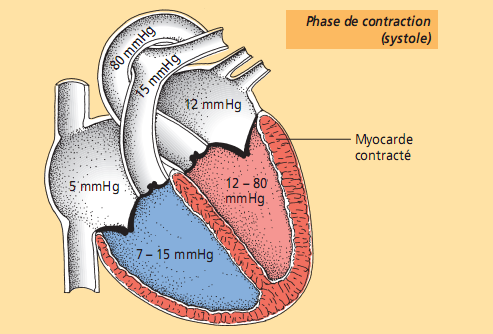 Phase de contraction
(systole)
80 mmHg
15 mmHg
12 mmHg
Myocarde
contracté
5 mmHg
12 – 80
mmHg
7 – 15 mmHg